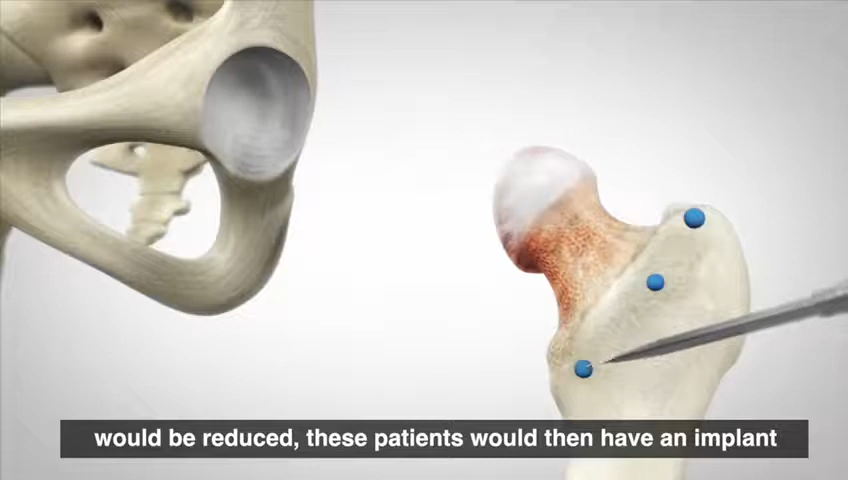 would be reduced, these patients would then have an implant